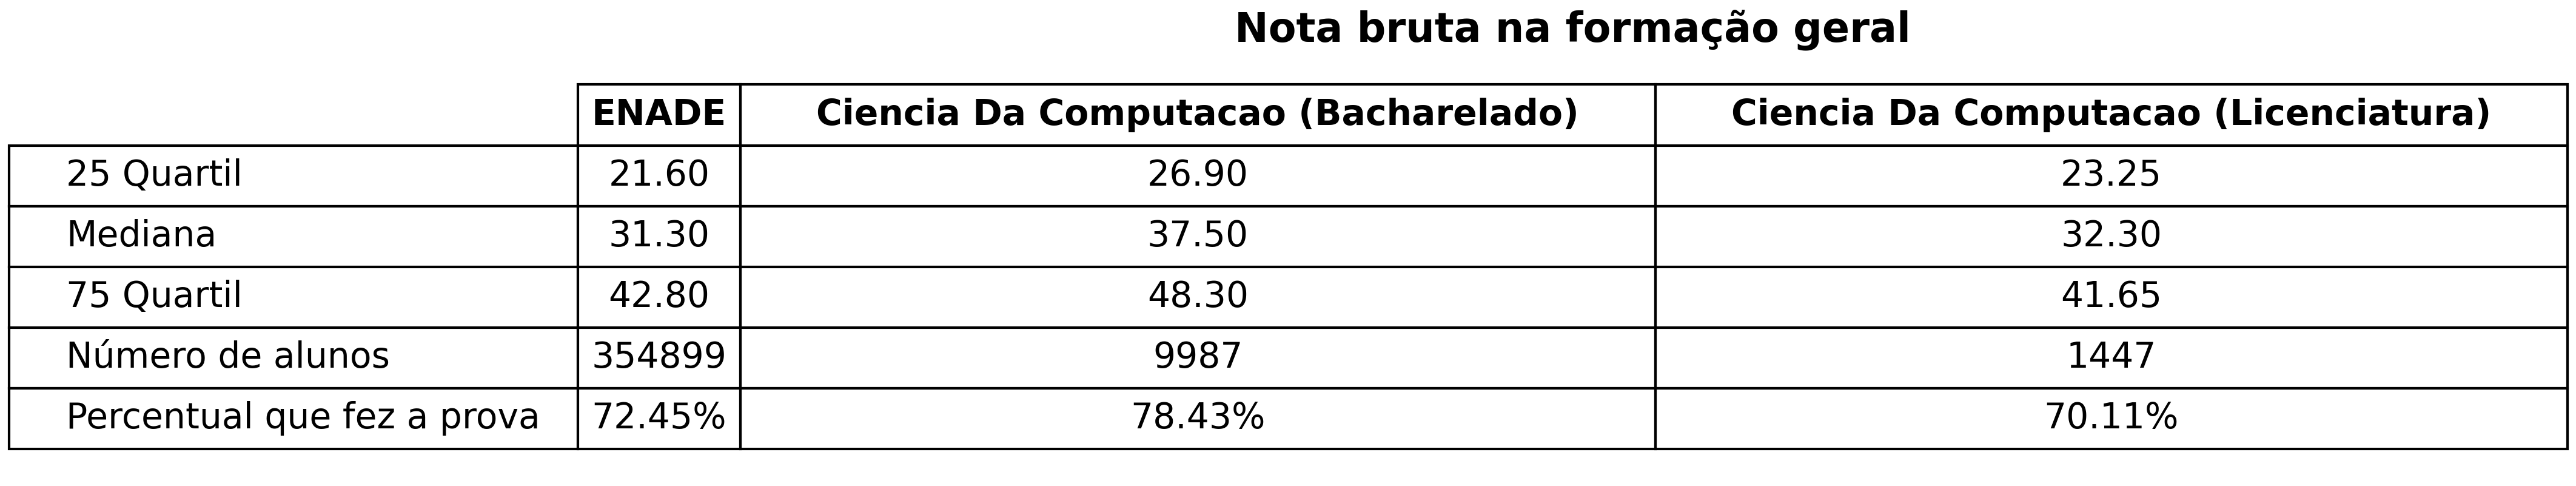 Nota bruta na formação geral
ENADE Ciencia Da Computacao (Bacharelado) Ciencia Da Computacao (Licenciatura)
25 Quartil 21.60 26.90 23.25
Mediana 31.30 37.50 32.30
75 Quartil 42.80 48.30 41.65
Número de alunos 354899 9987 1447
Percentual que fez a prova 72.45% 78.43% 70.11%